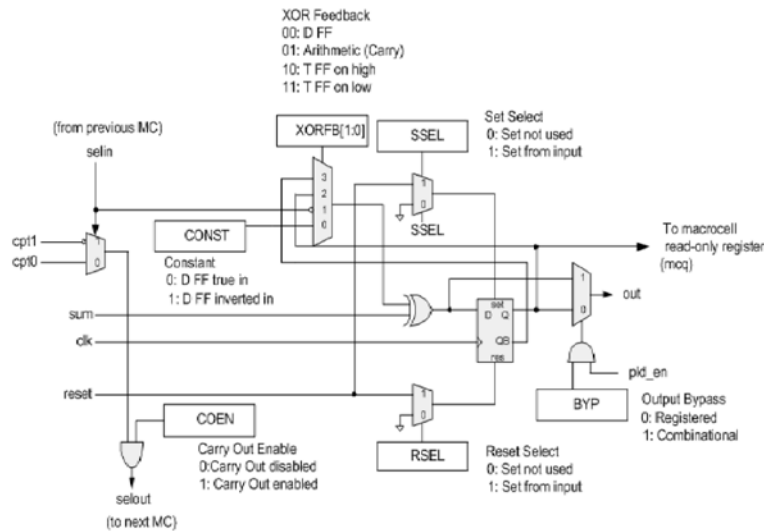 XOR Feedback
00: D FF
01: Arithmetic (Carry)
10: T FF on high
11: T FF on low
(from previous MC)
selin
XORFB[1:0]
SSEL
Set Select
0: Set not used
1: Set from input
3
2
1
0
1
0
SSEL
CONST
To macrocell
read-only register
(mcq)
cpt1
cpt0
1
0
Constant
0: D FF true in
1: D FF inverted in
1
0
out
sum
set
D Q
clk
QB
res
pld_en
reset
1
0
BYP
Output Bypass
0: Registered
1: Combinational
COEN
RSEL
Carry Out Enable
0:Carry Out disabled
1: Carry Out enabled
Reset Select
0: Set not used
1: Set from input
selout
(to next MC)